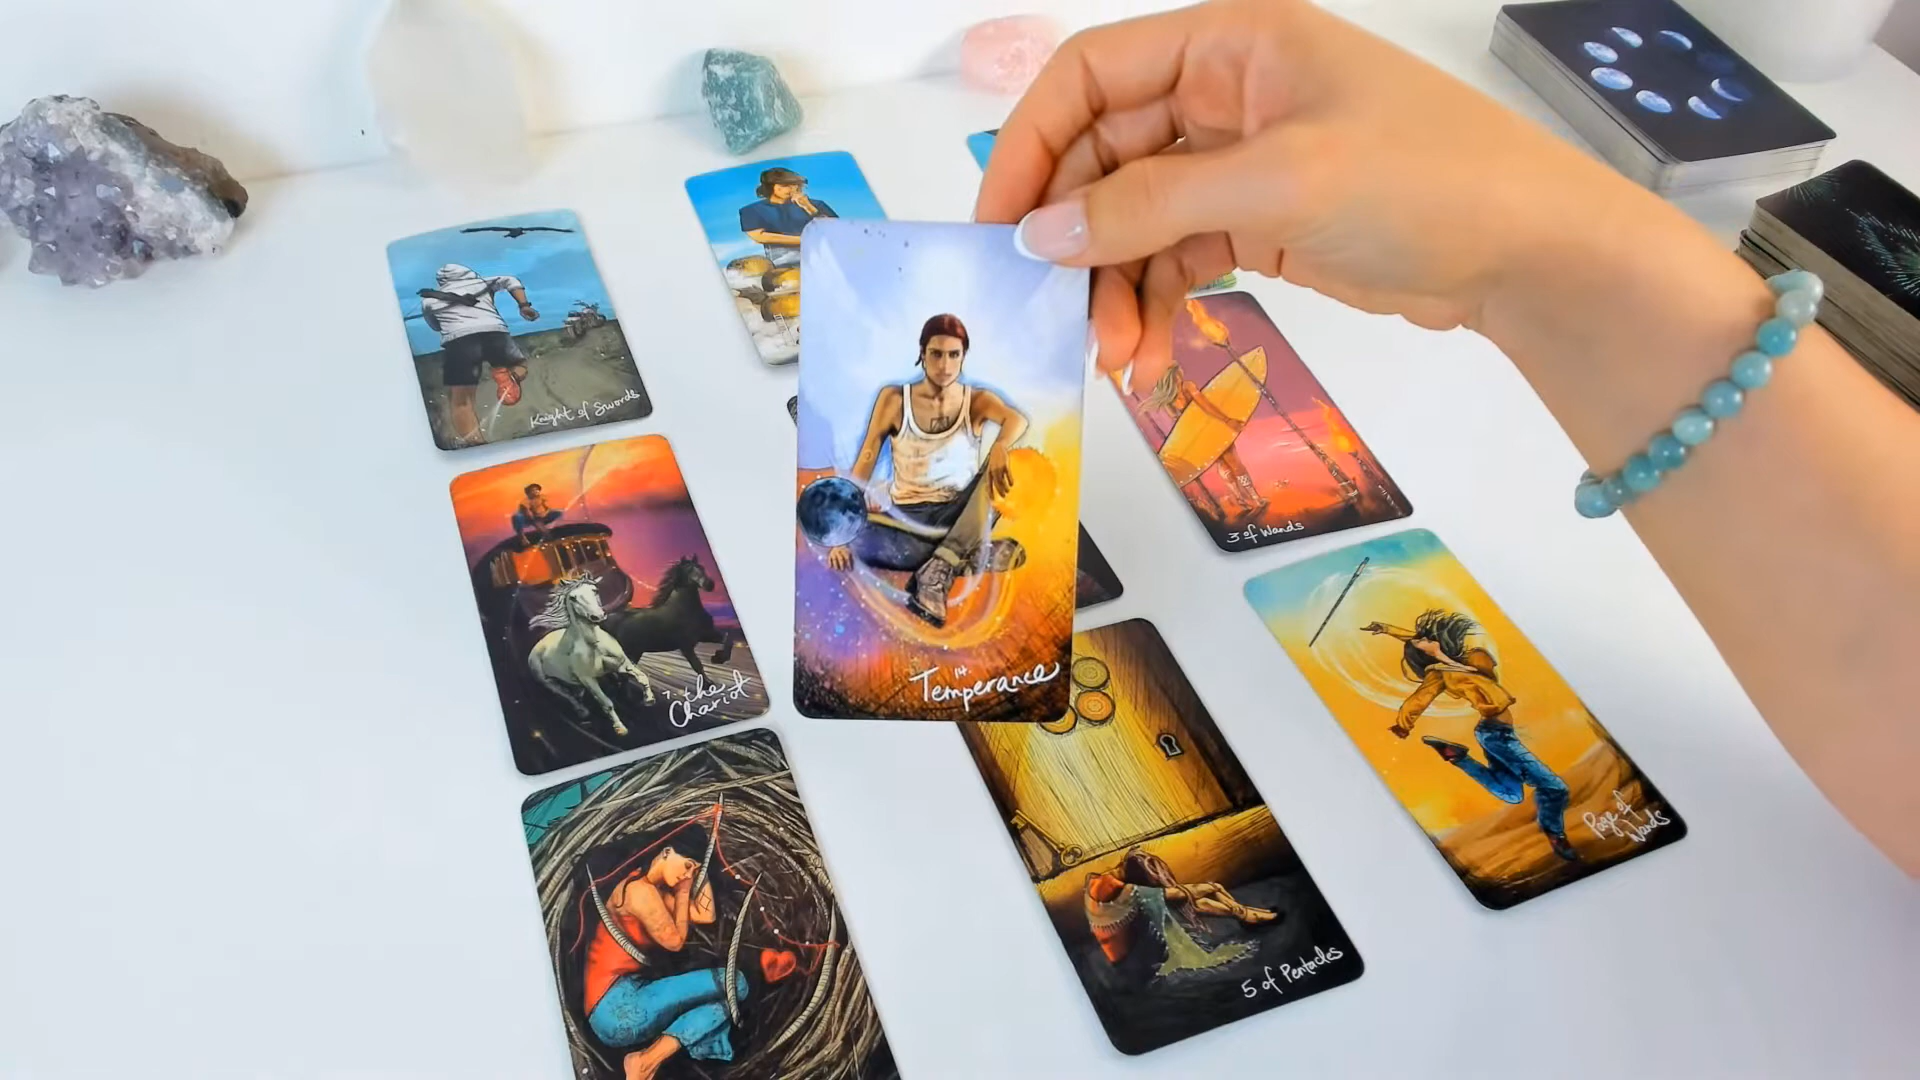 Knight of Swords
7. the
Chariot
14.
Temperance
3 of Wands
Page of
Wands
5 of Pentacles